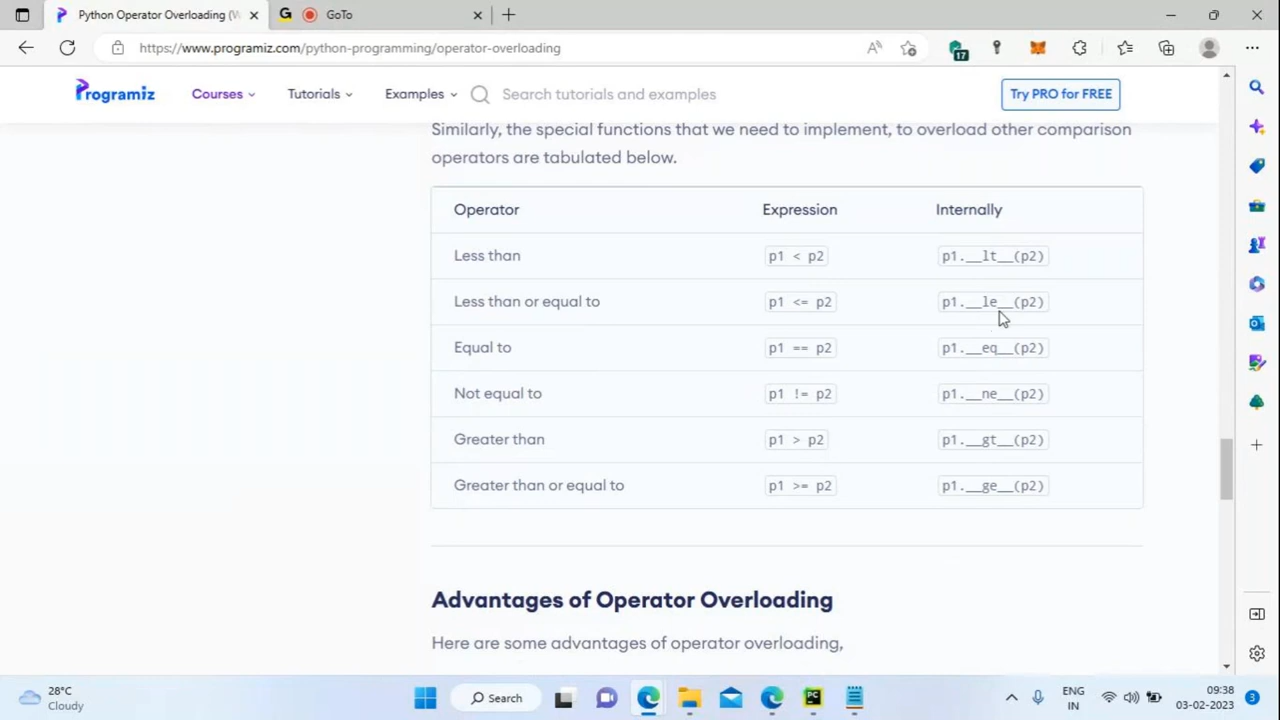 Python Operator Overloading (W
GoTo
https://www.programiz.com/python-programming/operator-overloading
17
Programiz
Courses
Tutorials
Examples
Search tutorials and examples
Try PRO for FREE
Similarly, the special functions that we need to implement, to overload other comparison
operators are tabulated below.
Operator Expression Internally
Less than p1 < p2 p1.__lt__(p2)
Less than or equal to p1 <= p2 p1.__le__(p2)
Equal to p1 == p2 p1.__eq__(p2)
Not equal to p1 != p2 p1.__ne__(p2)
Greater than p1 > p2 p1.__gt__(p2)
Greater than or equal to p1 >= p2 p1.__ge__(p2)
Advantages of Operator Overloading
Here are some advantages of operator overloading,
28°C
Cloudy
Search
PC
ENG
IN
09:38
03-02-2023
3